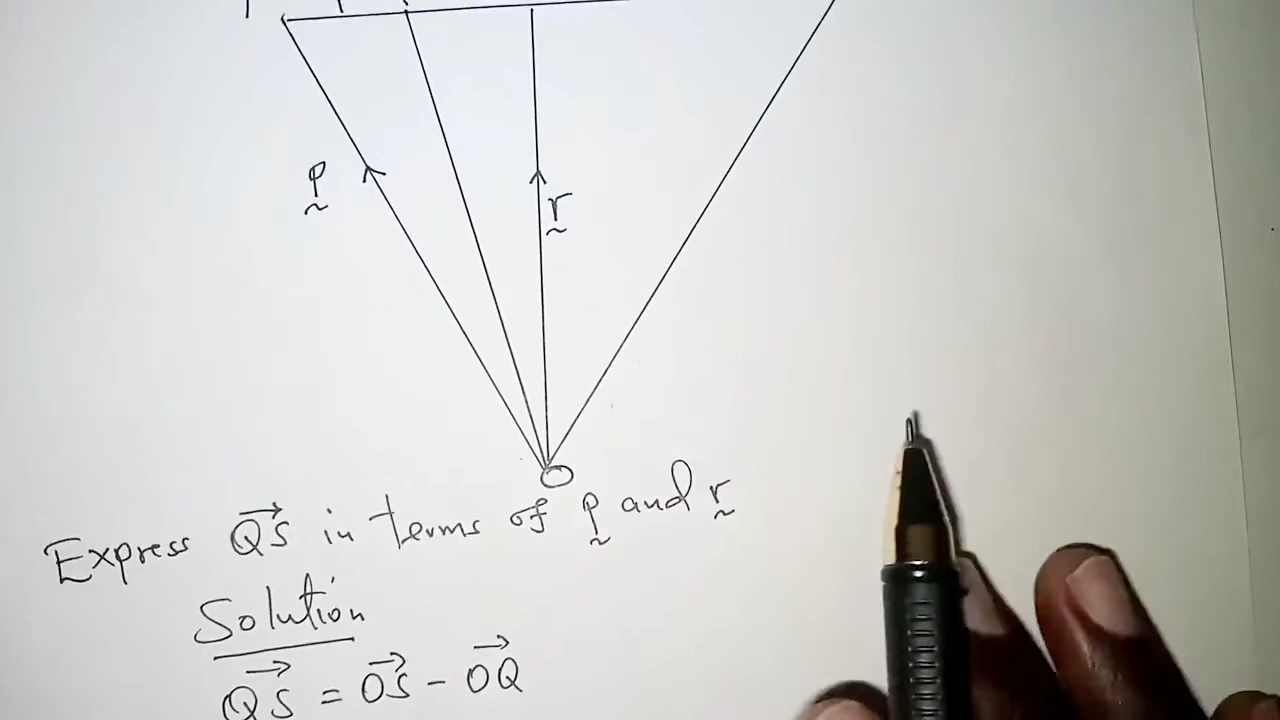 p
r
O
Express QS in terms of p and r
Solution
QS = OS - OQ